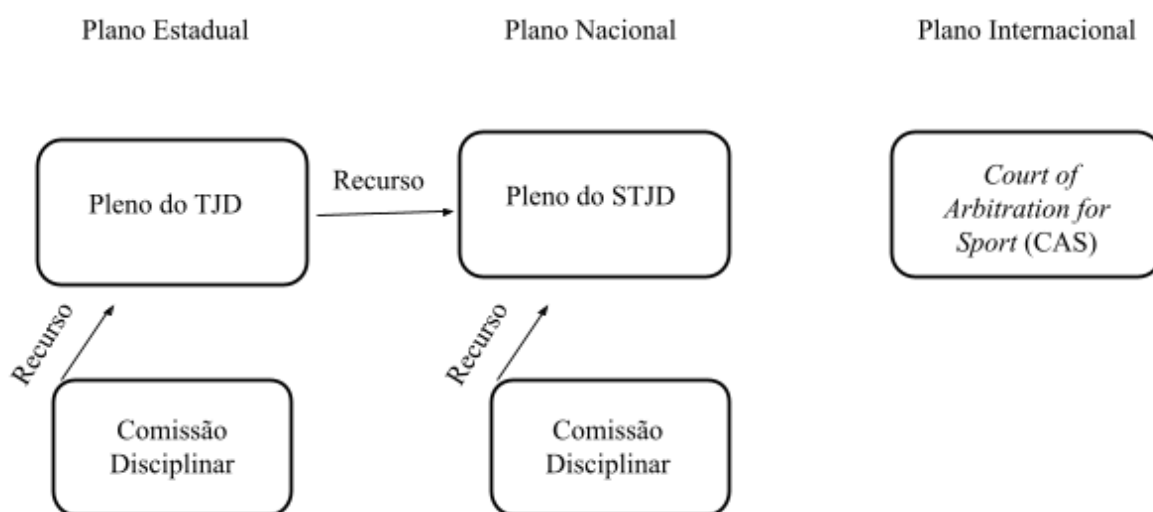 Plano Estadual
Plano Nacional
Plano Internacional
Pleno do TJD
Recurso
Pleno do STJD
Court of
Arbitration for
Sport (CAS)
Recurso
Recurso
Comissão
Disciplinar
Comissão
Disciplinar